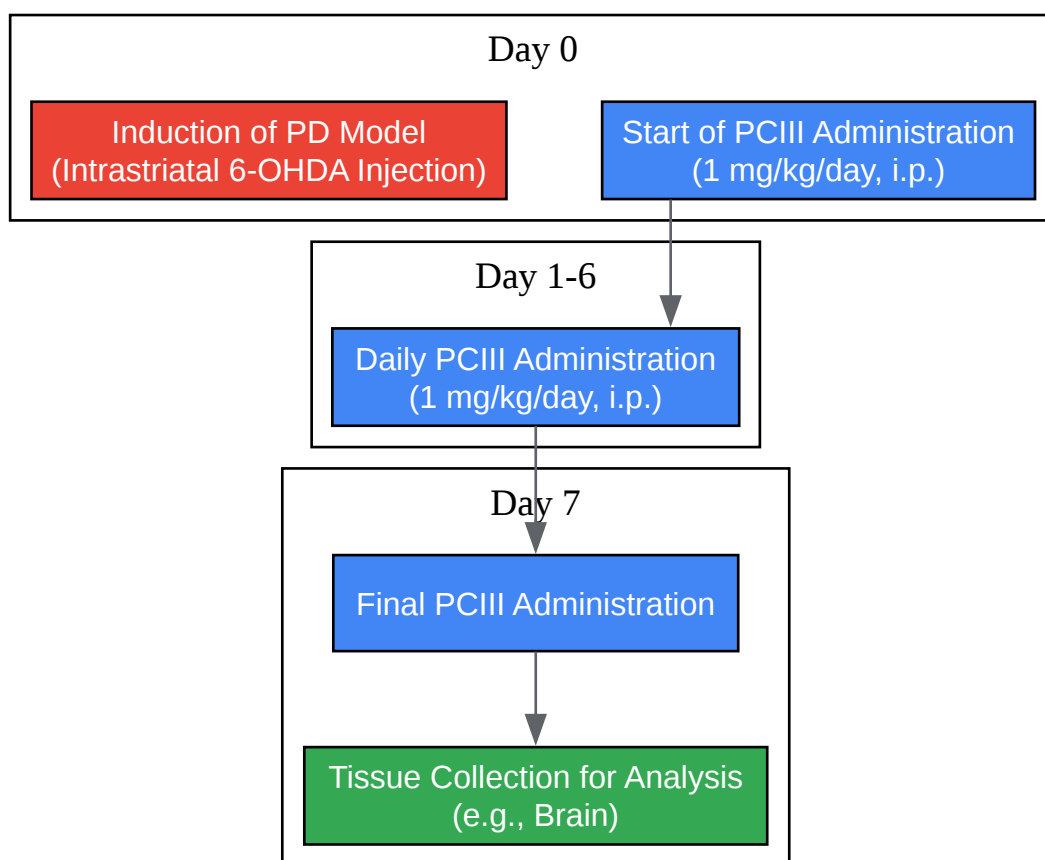 Day 0
Induction of PD Model
(Intrastriatal 6-OHDA Injection)
Start of PCIII Administration
(1 mg/kg/day, i.p.)
Day 1-6
Daily PCIII Administration
(1 mg/kg/day, i.p.)
Day 7
Final PCIII Administration
Tissue Collection for Analysis
(e.g., Brain)